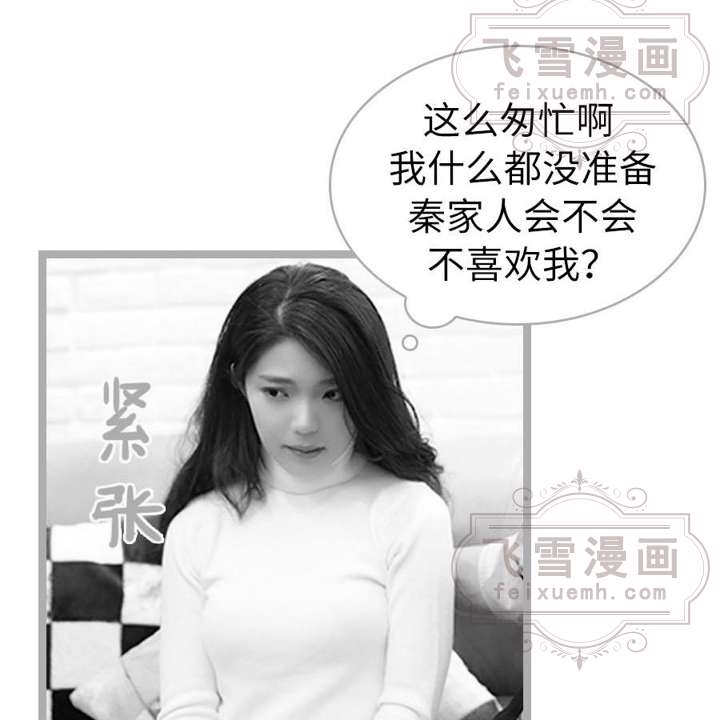 飞雪漫画
feixuemh.com
这么匆忙啊
我什么都没准备
秦家人会不会
不喜欢我？
紧张
飞雪漫画
feixuemh.com